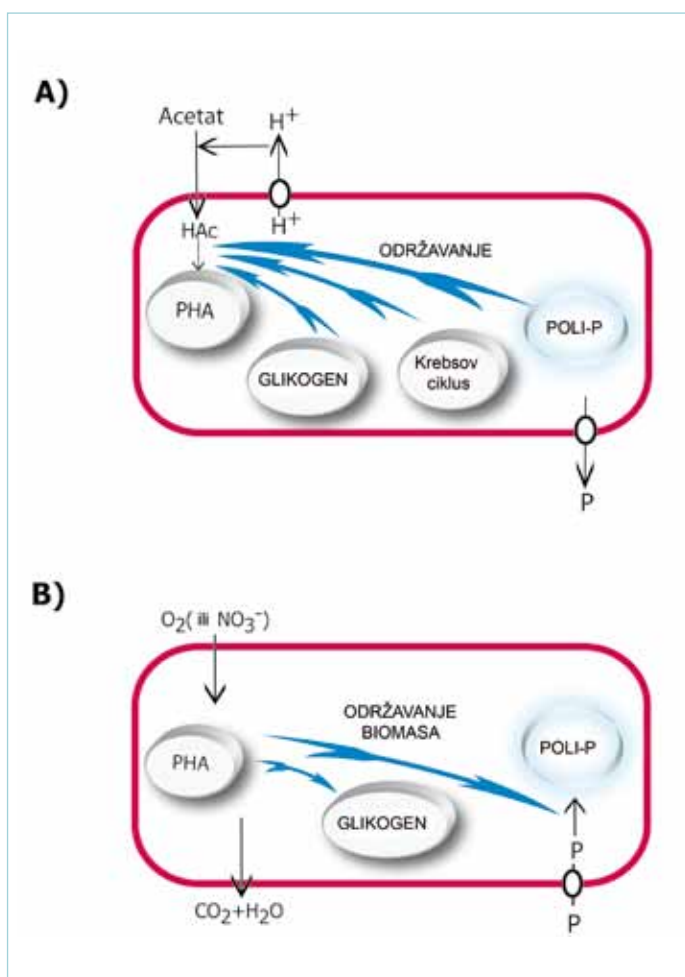 A)
Acetat
H⁺
H⁺
HAc
ODRŽAVANJE
PHA
POLI-P
GLIKOGEN
Krebsov
ciklus
P
B)
O₂( ili NO₃⁻)
ODRŽAVANJE
BIOMASA
PHA
POLI-P
GLIKOGEN
P
CO₂+H₂O
P